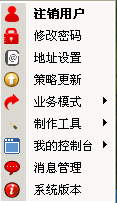 注销用户
修改密码
地址设置
策略更新
业务模式
制作工具
我的控制台
消息管理
系统版本